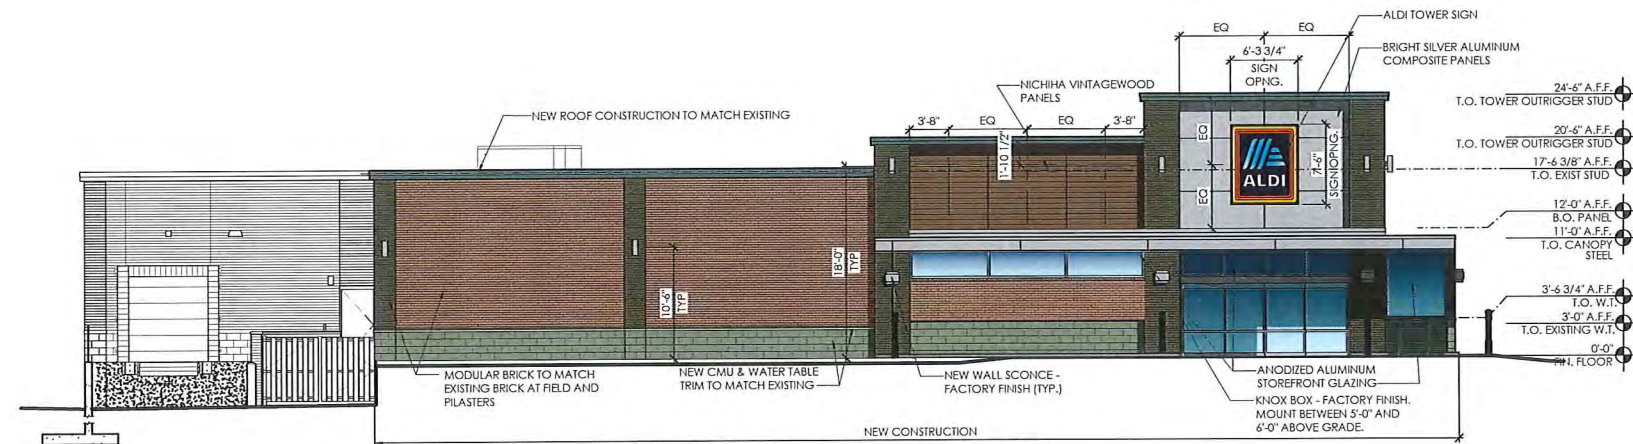 ALDI TOWER SIGN
EQ
EQ
6'-3 3/4"
SIGN
OPNG.
BRIGHT SILVER ALUMINUM
COMPOSITE PANELS
NICHIHA VINTAGEWOOD
PANELS
24'-6" A.F.F.
T.O. TOWER OUTRIGGER STUD
NEW ROOF CONSTRUCTION TO MATCH EXISTING
3'-8"
EQ
EQ
3'-8"
1'-10 1/2"
EQ
EQ
7'-6"
SIGN OPNG.
ALDI
20'-6" A.F.F.
T.O. TOWER OUTRIGGER STUD
17'-6 3/8" A.F.F.
T.O. EXIST STUD
12'-0" A.F.F.
B.O. PANEL
11'-0" A.F.F.
T.O. CANOPY
STEEL
18'-0"
TYP
10'-6"
TYP
3'-6 3/4" A.F.F.
T.O. W.T.
3'-0" A.F.F.
T.O. EXISTING W.T.
0'-0"
FIN. FLOOR
MODULAR BRICK TO MATCH
EXISTING BRICK AT FIELD AND
PILASTERS
NEW CMU & WATER TABLE
TRIM TO MATCH EXISTING
NEW WALL SCONCE -
FACTORY FINISH (TYP.)
ANODIZED ALUMINUM
STOREFRONT GLAZING
KNOX BOX - FACTORY FINISH.
MOUNT BETWEEN 5'-0" AND
6'-0" ABOVE GRADE.
NEW CONSTRUCTION